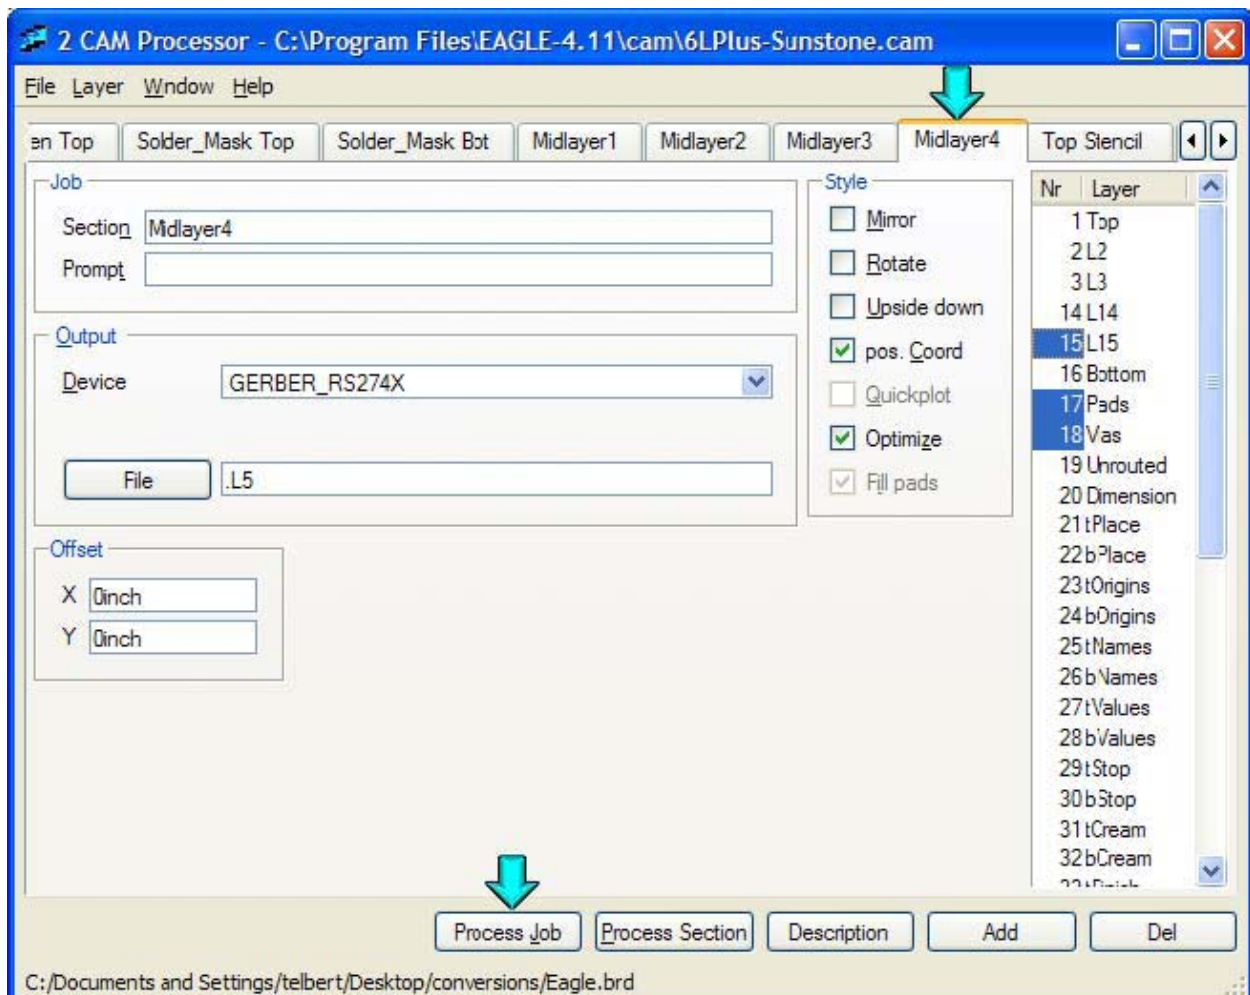 2 CAM Processor - C:\Program Files\EAGLE-4.11\cam\6LPlus-Sunstone.cam
File Layer Wndow Help
en Top Solder_Mask Top Solder_Mask Bot Midlayer1 Midlayer2 Midlayer3 Midlayer4 Top Stencil
Job
Section Midlayer4
Prompt
Output
Device GERBER_RS274X
File .L5
Offset
X 0inch
Y 0inch
Style
Mirror
Rotate
Upside down
pos. Coord
Quickplot
Optimize
Fill pads
Nr Layer
1 Top
2 L2
3 L3
14 L14
15 L15
16 Bottom
17 Pads
18 Vias
19 Unrouted
20 Dimension
21 tPlace
22 bPlace
23 tOrigins
24 bOrigins
25 tNames
26 bNames
27 tValues
28 bValues
29 tStop
30 bStop
31 tCream
32 bCream
Process Job Process Section Description Add Del
C:/Documents and Settings/telbert/Desktop/conversions/Eagle.brd